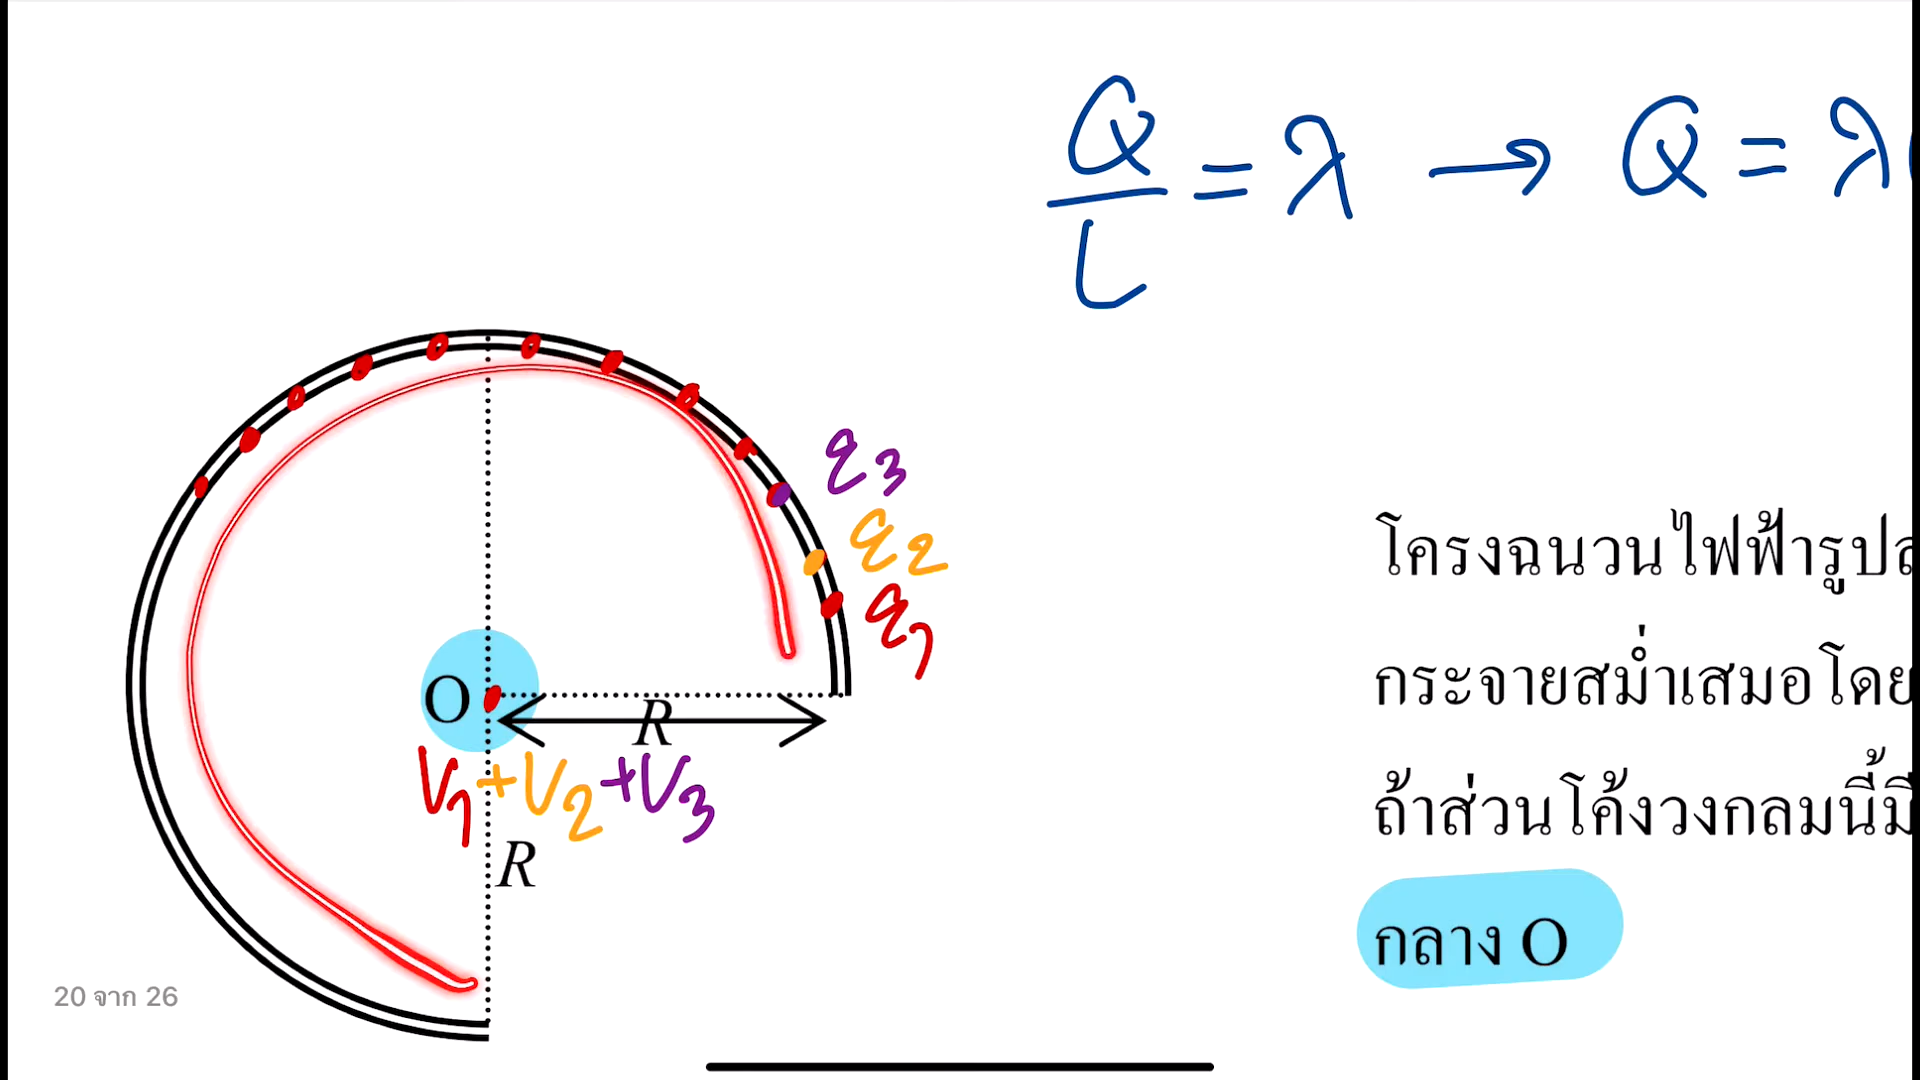 Q/L = λ → Q = λ
q3
q2
q1
O
R
V1+V2+V3
R
โครงฉนวนไฟฟ้ารูปส
กระจายสม่ำเสมอโดย
ถ้าส่วนโค้งวงกลมนี้มี
กลาง O
20 จาก 26